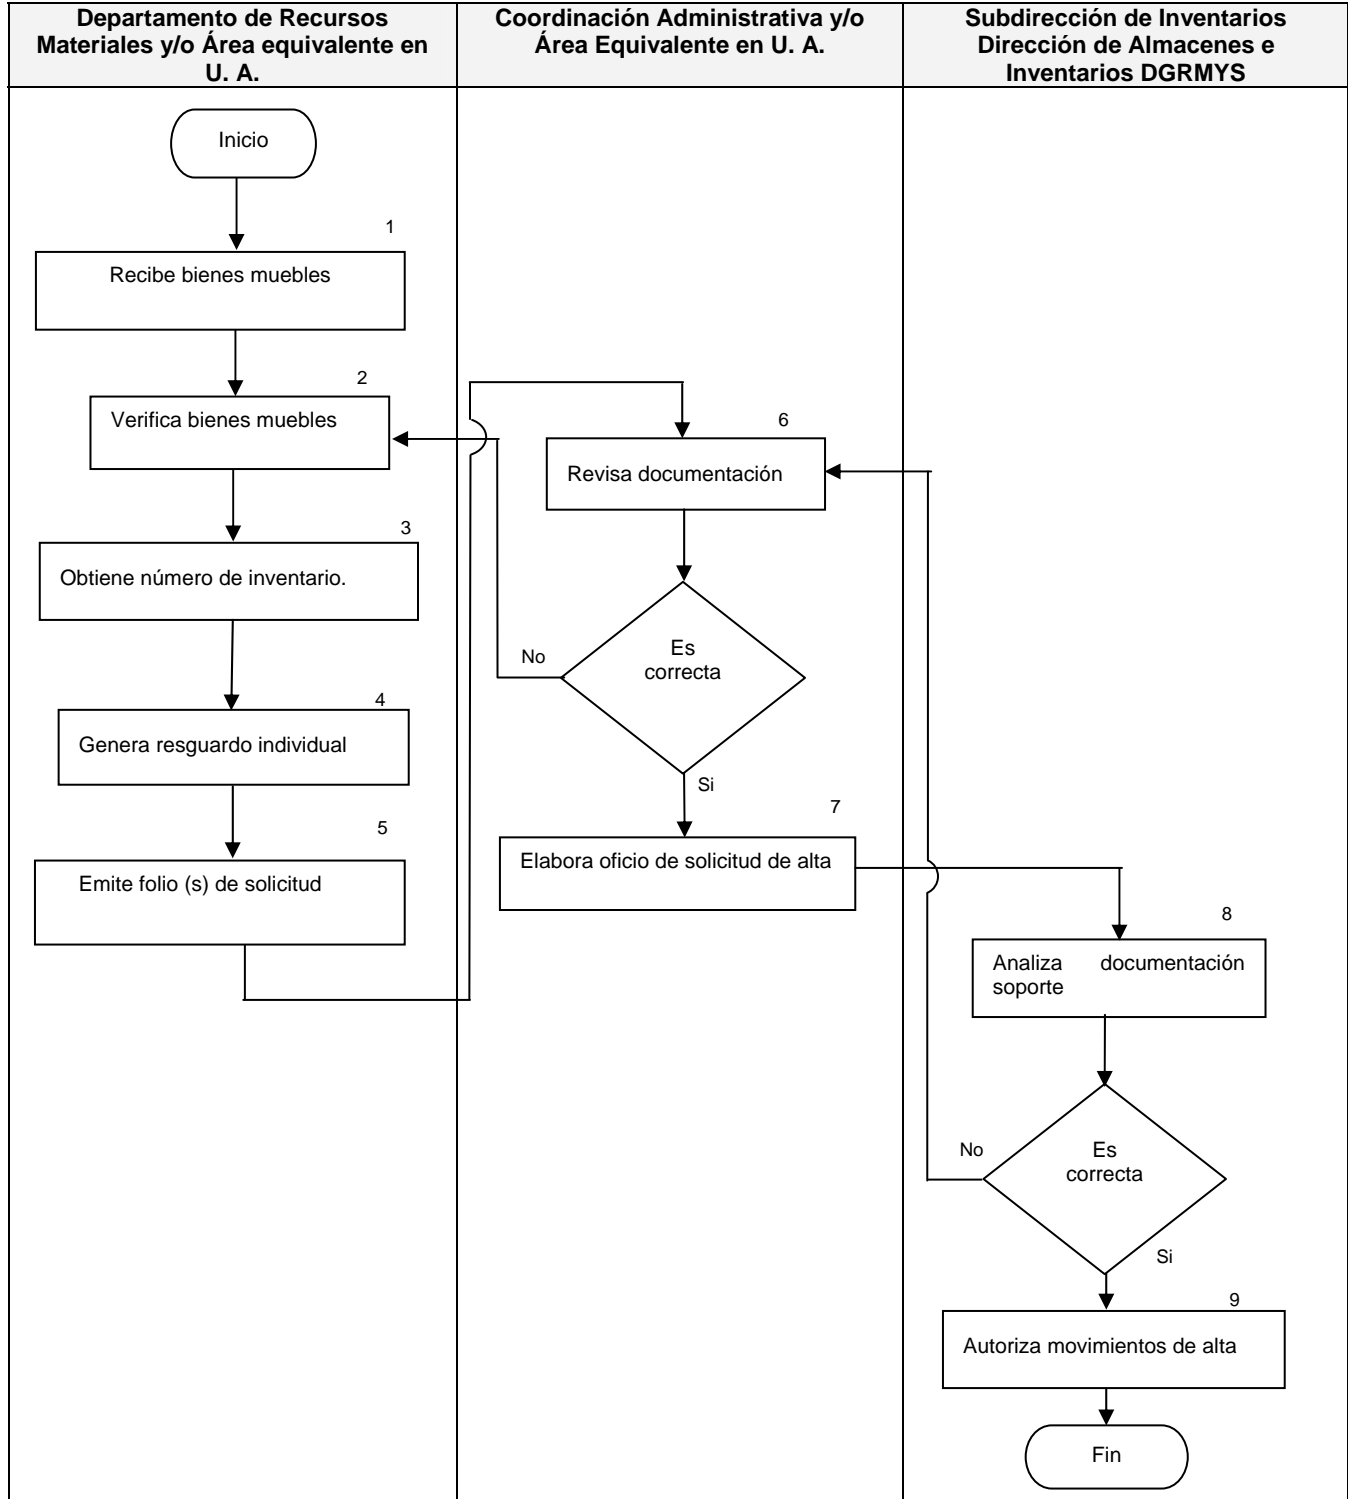 Departamento de Recursos
Materiales y/o Área equivalente en
U. A.
Coordinación Administrativa y/o
Área Equivalente en U. A.
Subdirección de Inventarios
Dirección de Almacenes e
Inventarios DGRMYS
Inicio
1
Recibe bienes muebles
2
Verifica bienes muebles
3
Obtiene número de inventario.
4
Genera resguardo individual
5
Emite folio (s) de solicitud
6
Revisa documentación
Es
correcta
No
Si
7
Elabora oficio de solicitud de alta
8
Analiza documentación
soporte
Es
correcta
No
Si
9
Autoriza movimientos de alta
Fin